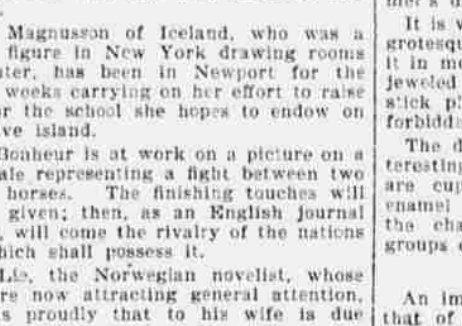 Magnusson of Iceland, who was a
figure in New York drawing rooms
ter, has been in Newport for the
weeks carrying on her effort to raise
r the school she hopes to endow on
ve island.
Bonheur is at work on a picture on a
ale representing a fight between two
horses. The finishing touches will
given; then, as an English journal
, will come the rivalry of the nations
hich shall possess it.
Lie, the Norwegian novelist, whose
re now attracting general attention,
s proudly that to his wife is due
It is v
grotesqu
it in me
jeweled
stick pi
forbidde
The d
teresting
are cup
enamel
the cha
groups o
An im
that of